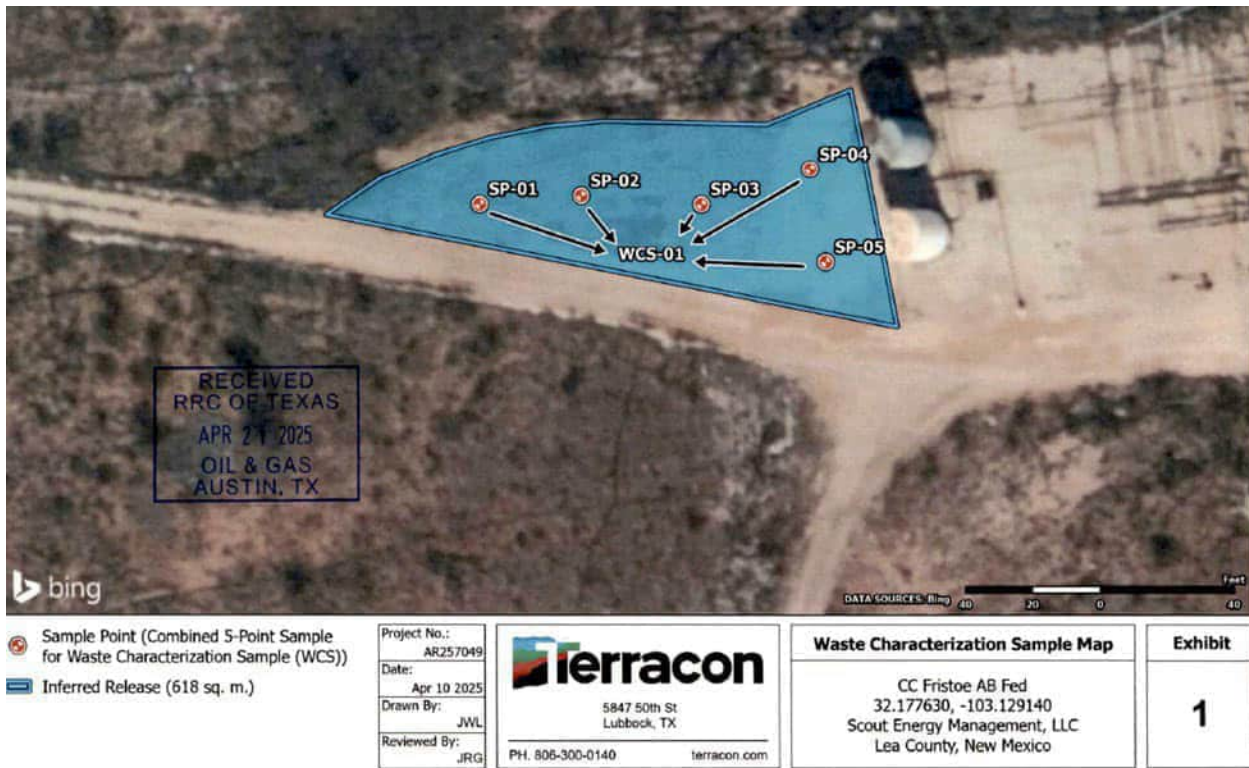 SP-04
SP-01
SP-02
SP-03
WCS-01
SP-05
RECEIVED
RRC OF TEXAS
APR 21 2025
OIL & GAS
AUSTIN, TX
bing
DATA SOURCES: Bing
Feet
40 20 0 40
Sample Point (Combined 5-Point Sample
for Waste Characterization Sample (WCS))
Inferred Release (618 sq. m.)
Project No.:
AR257049
Date:
Apr 10 2025
Drawn By:
JWL
Reviewed By:
JRG
Terracon
5847 50th St
Lubbock, TX
PH. 806-300-0140 terracon.com
Waste Characterization Sample Map
CC Fristoe AB Fed
32.177630, -103.129140
Scout Energy Management, LLC
Lea County, New Mexico
Exhibit
1